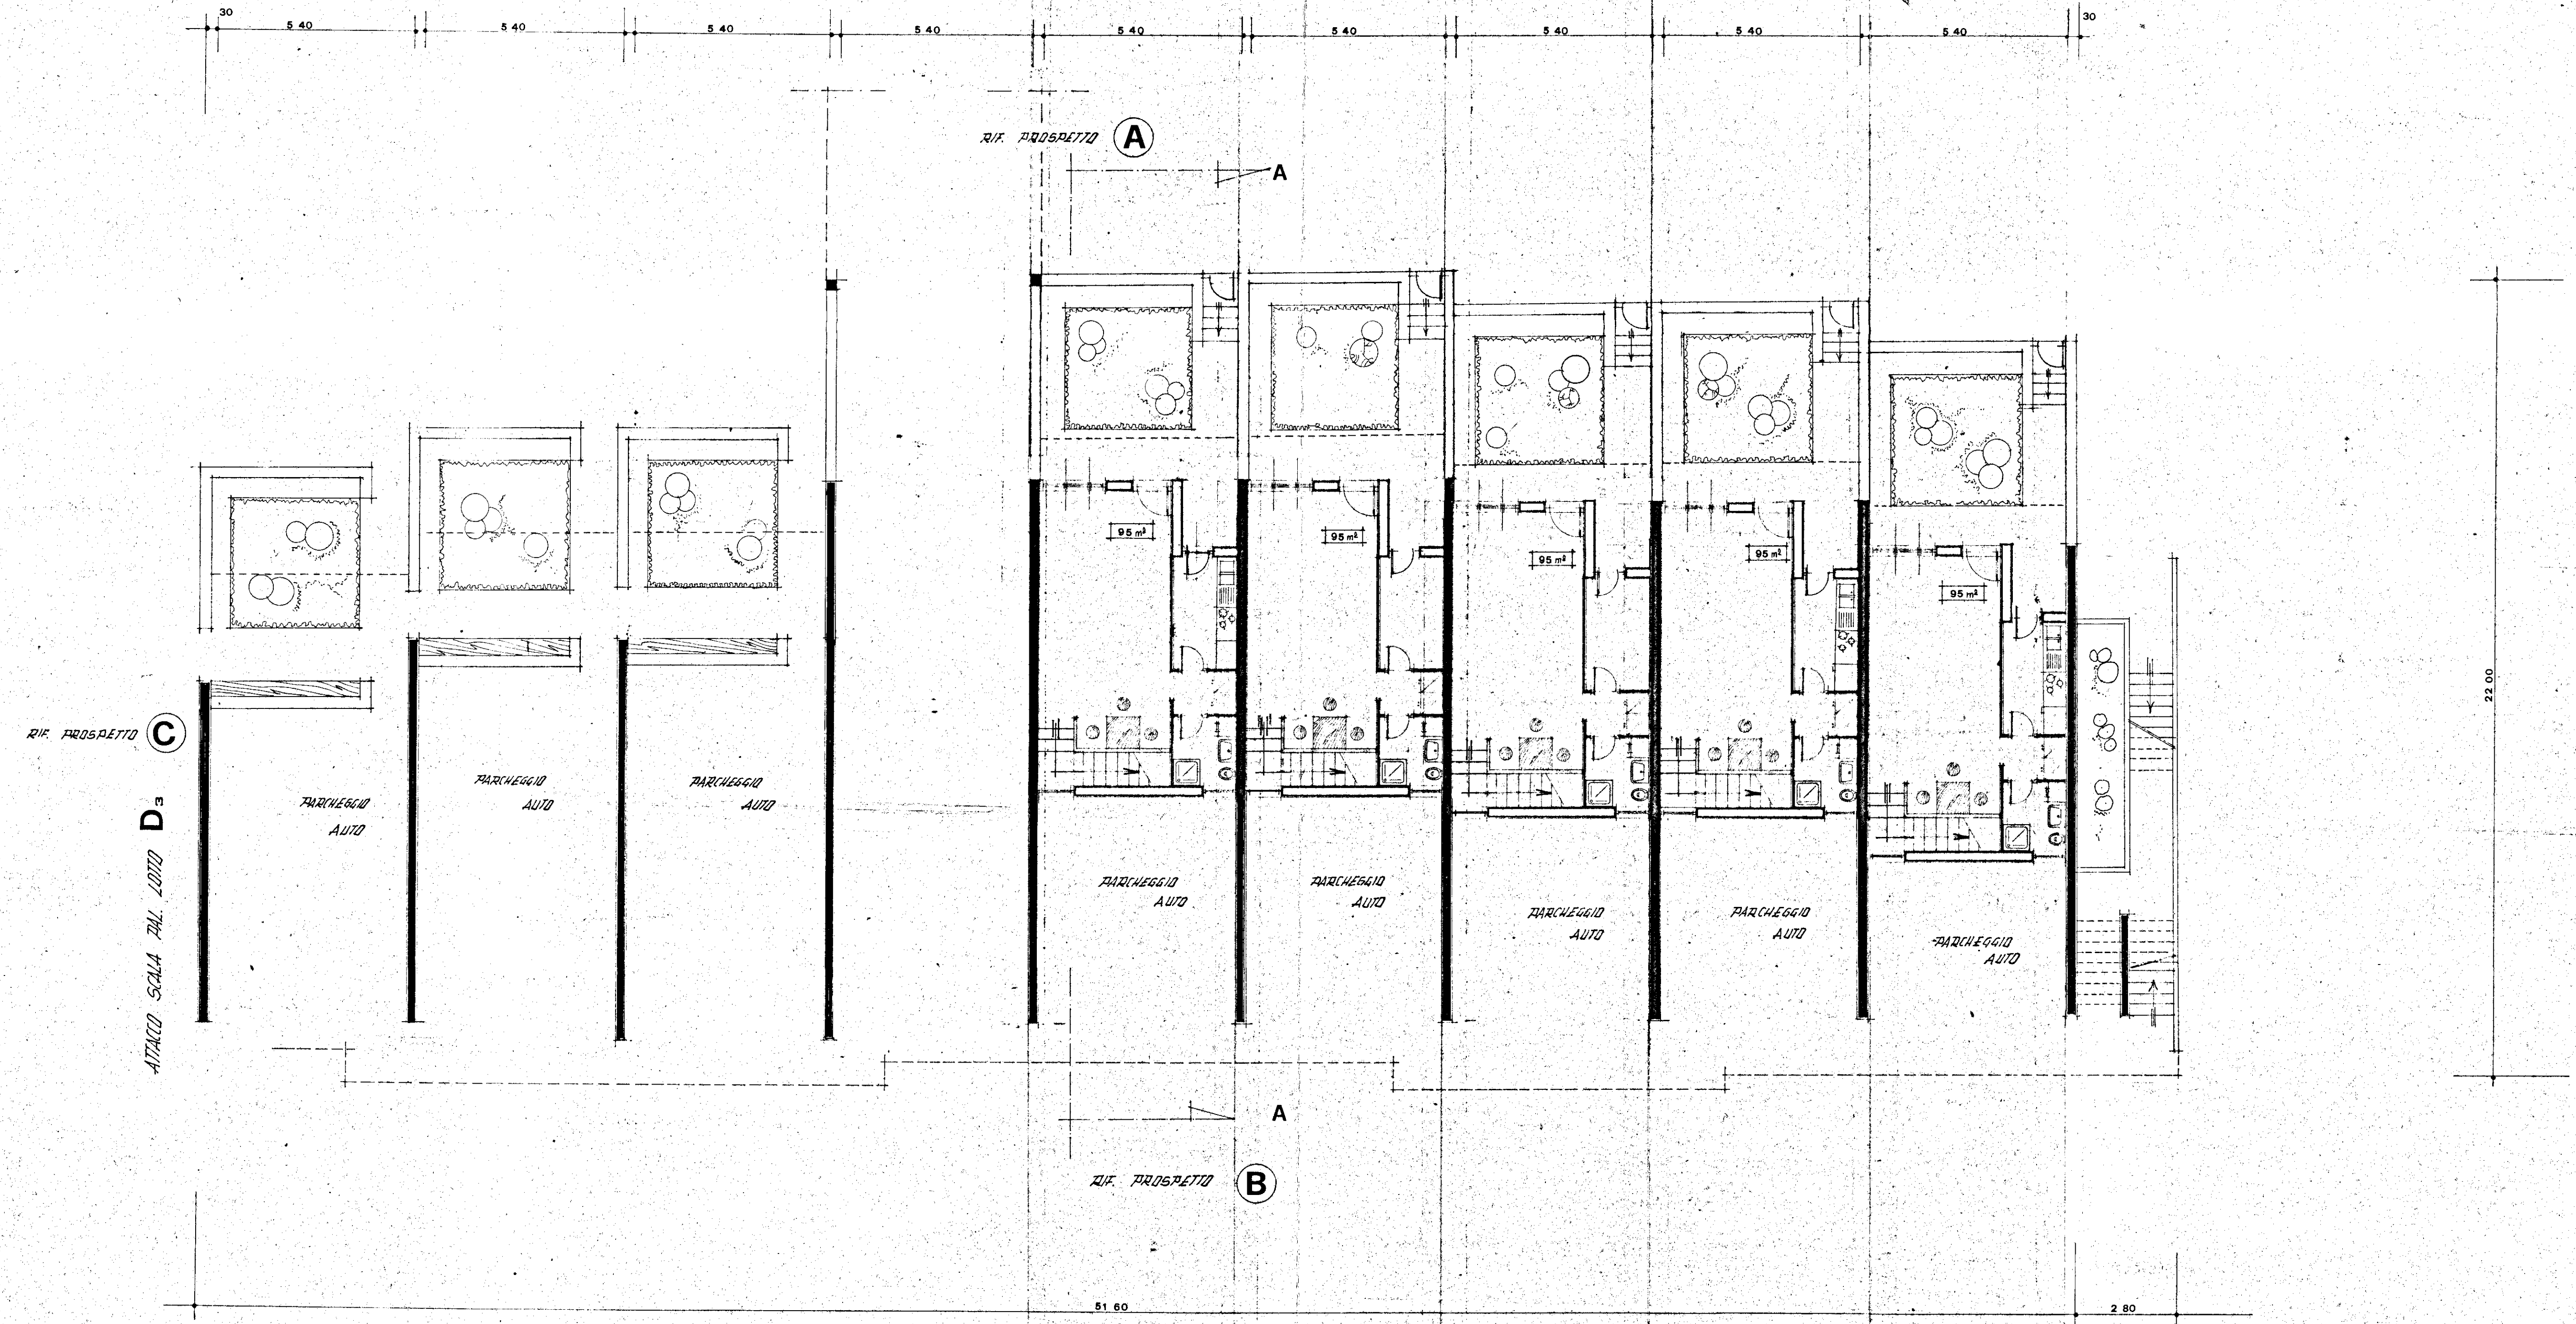 30
5 40
5 40
5 40
5 40
5 40
5 40
5 40
5 40
5 40
30
RIF. PROSPETTO A
A
95 m²
95 m²
95 m²
95 m²
95 m²
22 00
RIF. PROSPETTO C
ATTACCO SCALA PAL. LOTTO D3
PARCHEGGIO
AUTO
PARCHEGGIO
AUTO
PARCHEGGIO
AUTO
PARCHEGGIO
AUTO
PARCHEGGIO
AUTO
PARCHEGGIO
AUTO
PARCHEGGIO
AUTO
PARCHEGGIO
AUTO
A
RIF. PROSPETTO B
51 60
2 80